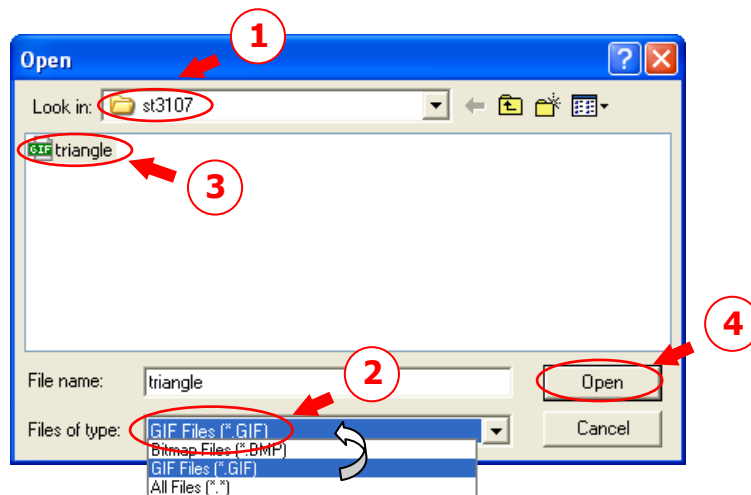 1
Open
Look in: st3107
GIF triangle
3
4
File name: triangle
2
Open
Files of type: GIF Files (*.GIF)
Cancel
Bitmap Files (*.BMP)
GIF Files (*.GIF)
All Files (*.*)